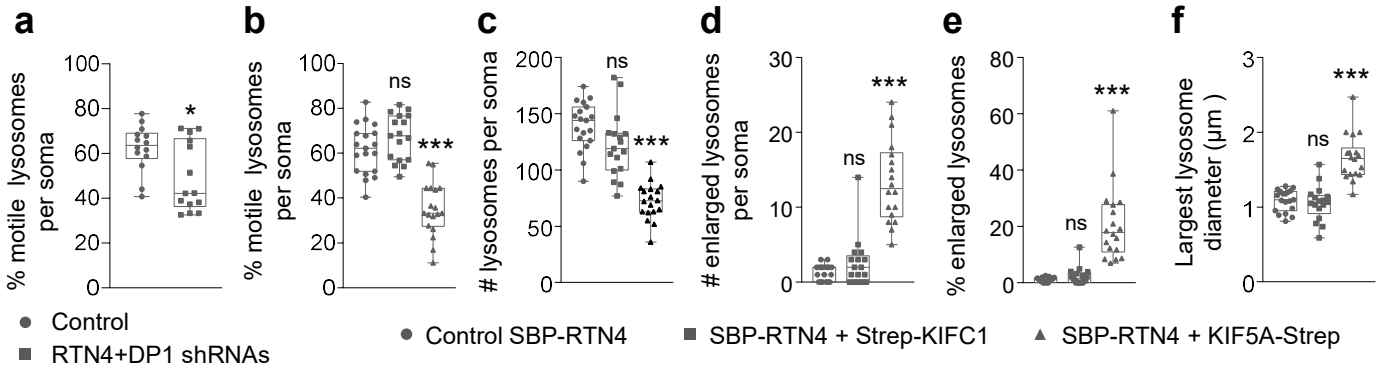 a
% motile lysosomes
per soma
100
80
60
40
20
0
*
Control
RTN4+DP1 shRNAs
b
% motile lysosomes
per soma
100
80
60
40
20
0
ns
***
c
# lysosomes per soma
200
150
100
50
0
ns
***
d
# enlarged lysosomes
per soma
30
20
10
0
ns
***
e
% enlarged lysosomes
80
60
40
20
0
ns
***
f
Largest lysosome
diameter (μm )
3
2
1
0
ns
***
Control SBP-RTN4
SBP-RTN4 + Strep-KIFC1
SBP-RTN4 + KIF5A-Strep